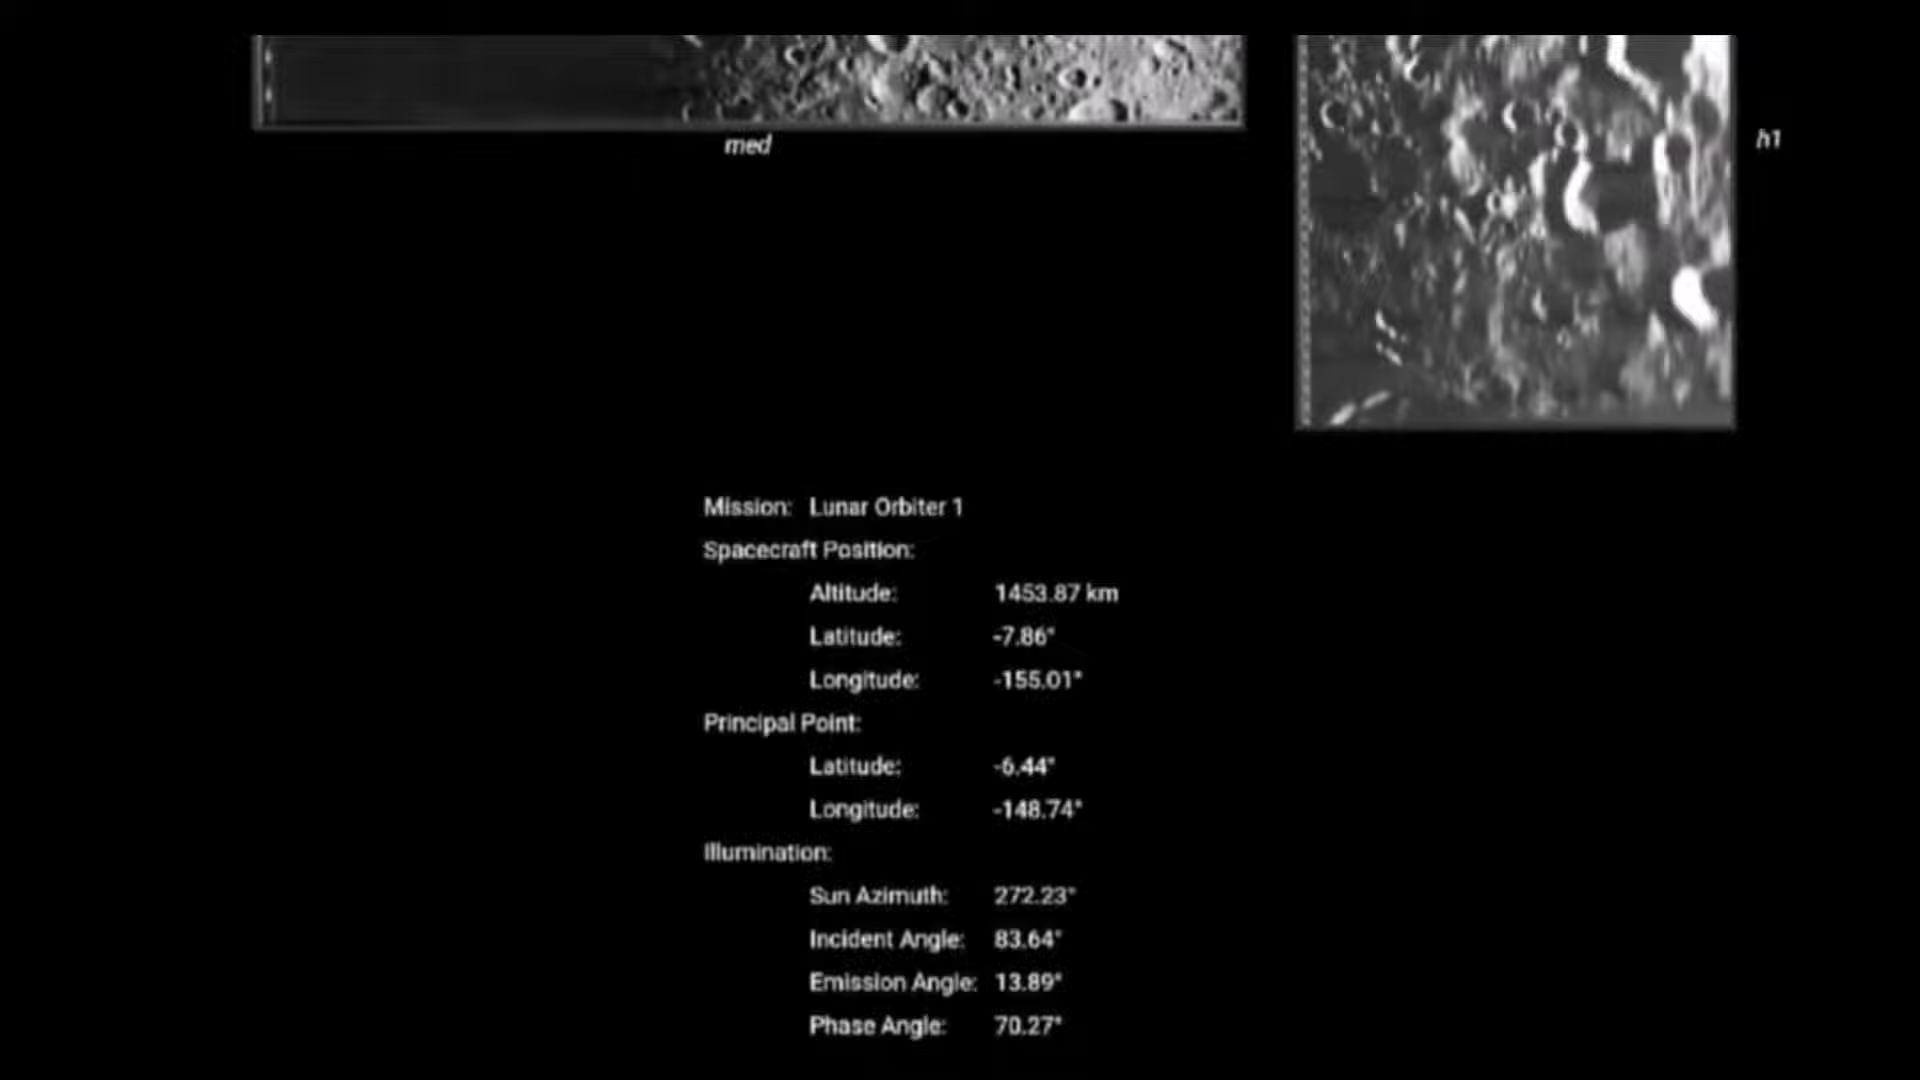 med
h1
Mission: Lunar Orbiter 1
Spacecraft Position:
Altitude: 1453.87 km
Latitude: -7.86°
Longitude: -155.01°
Principal Point:
Latitude: -6.44°
Longitude: -148.74°
Illumination:
Sun Azimuth: 272.23°
Incident Angle: 83.64°
Emission Angle: 13.89°
Phase Angle: 70.27°